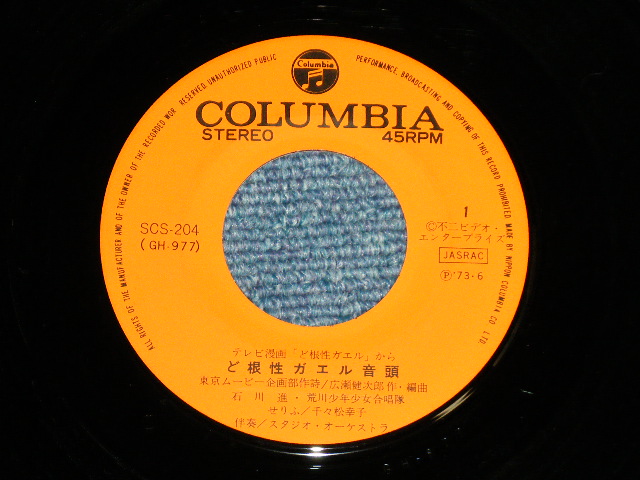 ALL RIGHTS OF THE MANUFACTURER AND OF THE OWNER OF THE RECORDED WOR. RESERVED. UNAUTHORIZED PUBLIC
PERFORMANCE, BROADCASTING AND COPYING OF THIS RECORD PROHIBITED MADE BY NIPPON COLUMBIA CO LTD
Columbia
COLUMBIA
STEREO 45RPM
SCS-204
(GH-977)
1
©不二ビデオ・
エンタープライズ
JASRAC
Ⓟ'73・6
テレビ漫画「ど根性ガエル」から
ど根性ガエル音頭
東京ムービー企画部作詩/広瀬健次郎作・編曲
石川進・荒川少年少女合唱隊
せりふ/千々松幸子
伴奏/スタジオ・オーケストラ